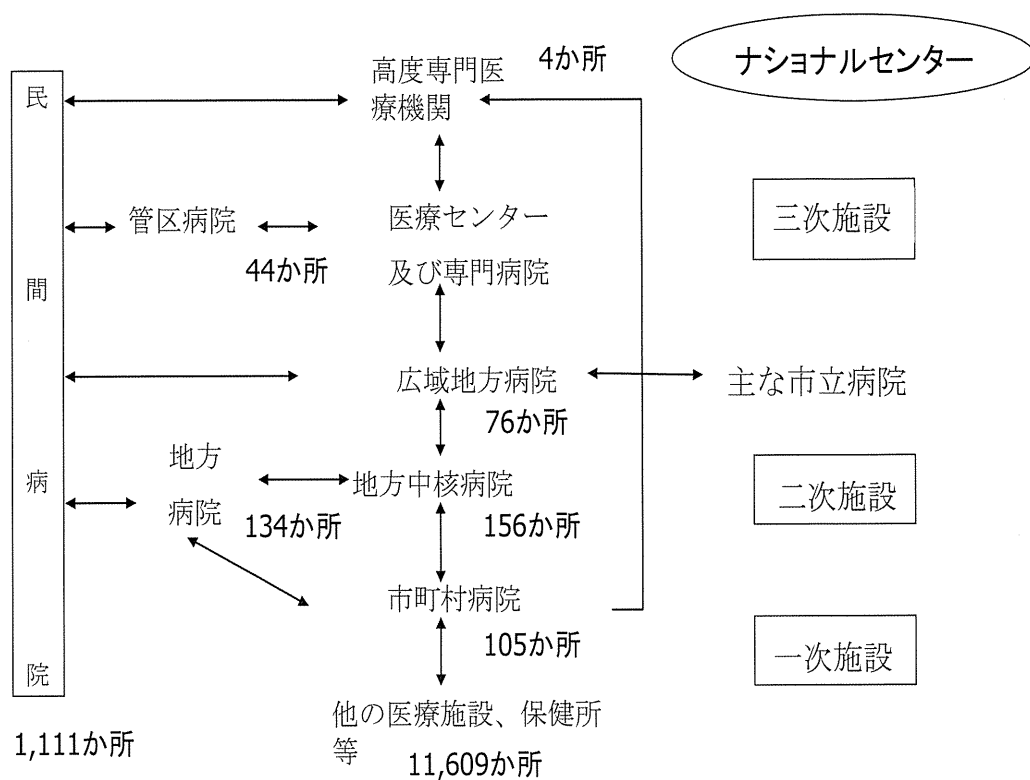 高度専門医
療機関
4か所
ナショナルセンター
民
間
病
院
管区病院
医療センター
及び専門病院
44か所
三次施設
広域地方病院
76か所
主な市立病院
地方
病院
134か所
地方中核病院
156か所
二次施設
市町村病院
105か所
一次施設
他の医療施設、保健所
等
11,609か所
1,111か所